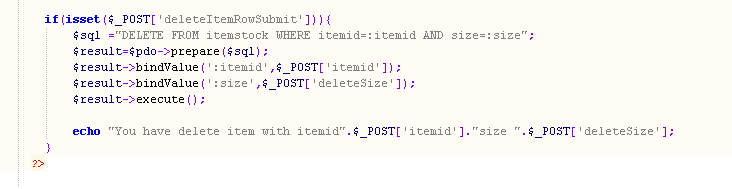 if(isset($_POST['deleteItemRowSubmit'])){
$sql ="DELETE FROM itemstock WHERE itemid=:itemid AND size=:size";
$result=$pdo->prepare($sql);
$result->bindValue(':itemid',$_POST['itemid']);
$result->bindValue(':size',$_POST['deleteSize']);
$result->execute();
echo "You have delete item with itemid".$_POST['itemid']."size ".$_POST['deleteSize'];
}
?>